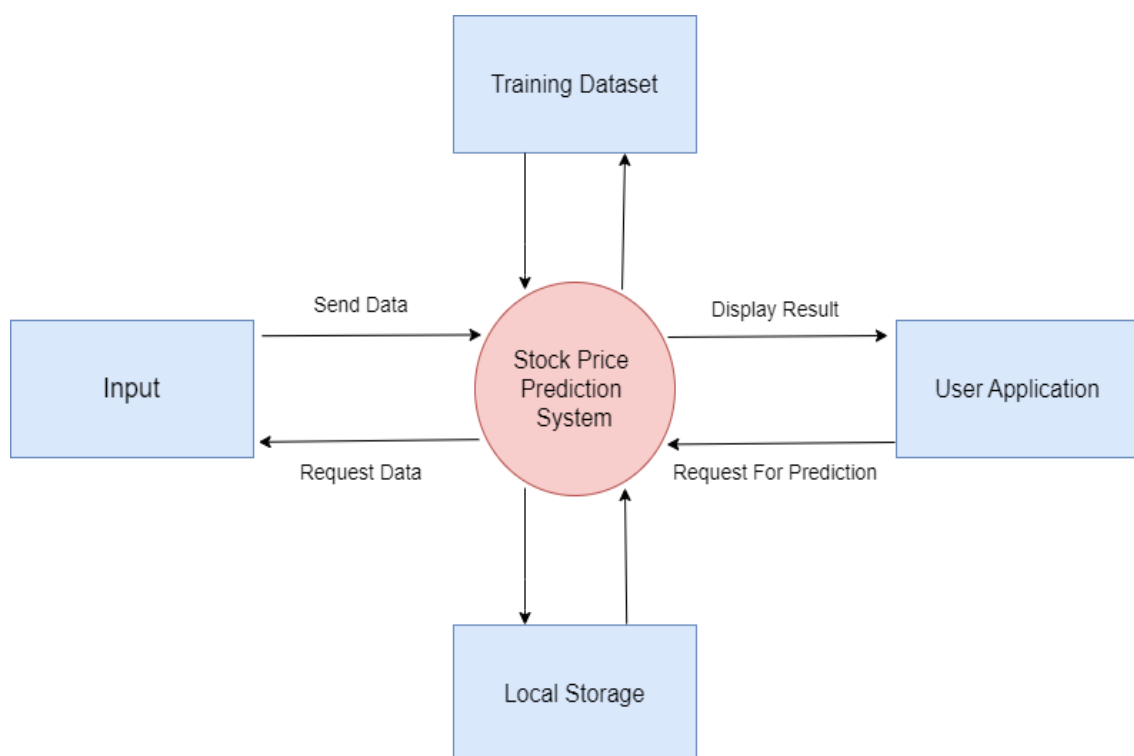 Training Dataset
Send Data
Display Result
Input
Stock Price
Prediction
System
User Application
Request Data
Request For Prediction
Local Storage